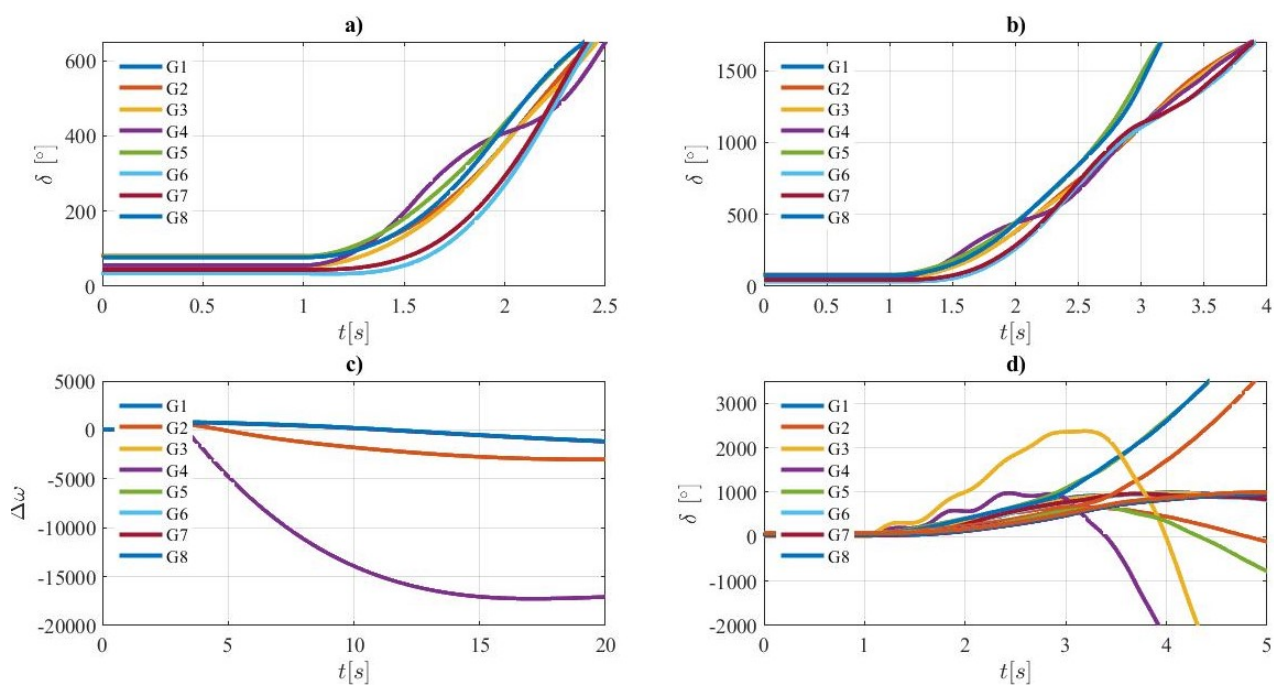 a)
600
400
200
0
δ [°]
G1
G2
G3
G4
G5
G6
G7
G8
0 0.5 1 1.5 2 2.5
t[s]
b)
1500
1000
500
0
δ [°]
G1
G2
G3
G4
G5
G6
G7
G8
0 0.5 1 1.5 2 2.5 3 3.5 4
t[s]
c)
5000
0
-5000
-10000
-15000
-20000
Δω
G1
G2
G3
G4
G5
G6
G7
G8
0 5 10 15 20
t[s]
d)
3000
2000
1000
0
-1000
-2000
δ [°]
G1
G2
G3
G4
G5
G6
G7
G8
0 1 2 3 4 5
t[s]